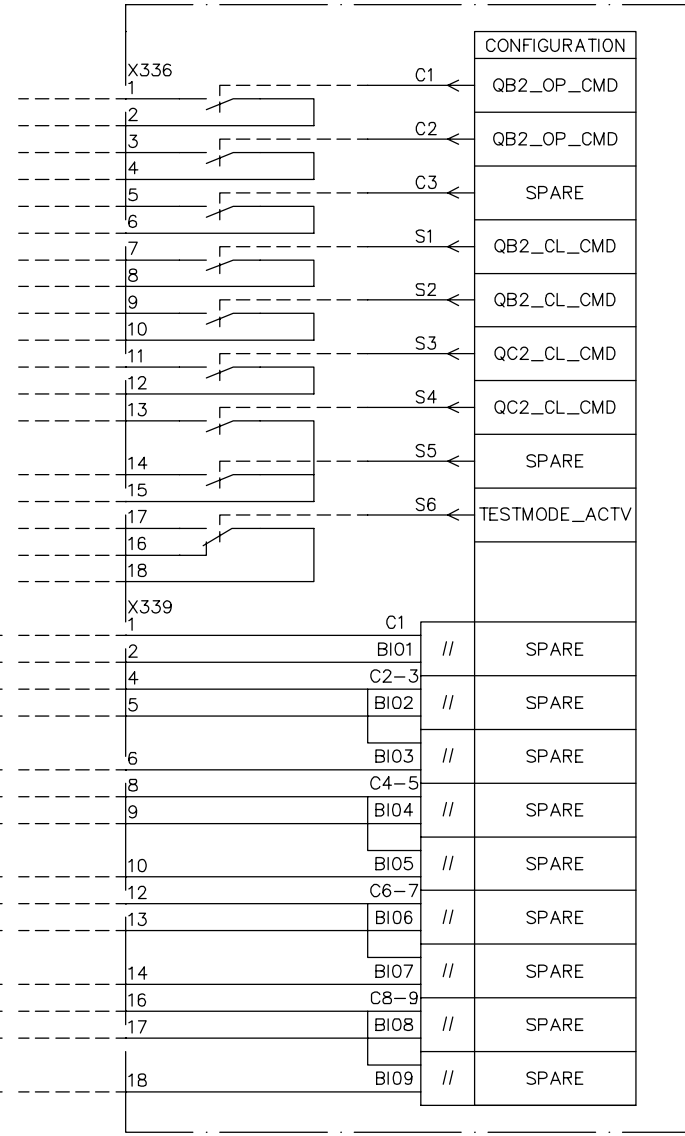 CONFIGURATION
X336
1 C1 QB2_OP_CMD
2
3 C2 QB2_OP_CMD
4
5 C3 SPARE
6
7 S1 QB2_CL_CMD
8
9 S2 QB2_CL_CMD
10
11 S3 QC2_CL_CMD
12
13 S4 QC2_CL_CMD
14 S5 SPARE
15
17 S6 TESTMODE_ACTV
16
18
X339
1 C1
2 BI01 // SPARE
4 C2-3
5 BI02 // SPARE
6 BI03 // SPARE
8 C4-5
9 BI04 // SPARE
10 BI05 // SPARE
12 C6-7
13 BI06 // SPARE
14 BI07 // SPARE
16 C8-9
17 BI08 // SPARE
18 BI09 // SPARE